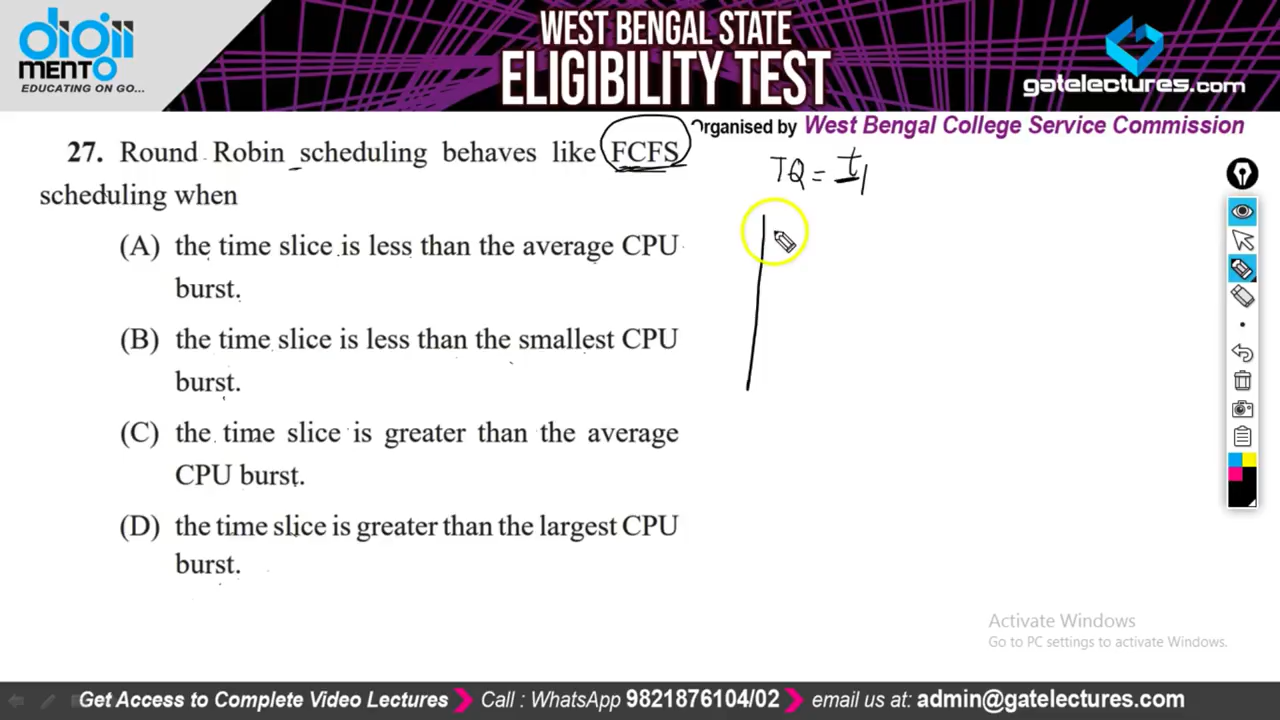 digii
MENTO
EDUCATING ON GO...
WEST BENGAL STATE
ELIGIBILITY TEST
gatelectures.com
Organised by West Bengal College Service Commission
27. Round Robin scheduling behaves like FCFS
scheduling when
TQ = t1
(A) the time slice is less than the average CPU
burst.
(B) the time slice is less than the smallest CPU
burst.
(C) the time slice is greater than the average
CPU burst.
(D) the time slice is greater than the largest CPU
burst.
Activate Windows
Go to PC settings to activate Windows.
Get Access to Complete Video Lectures Call : WhatsApp 9821876104/02 email us at: admin@gatelectures.com